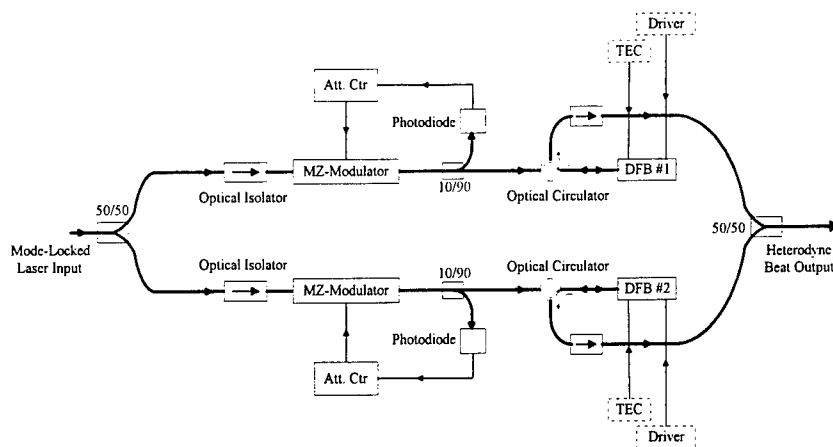 Driver
TEC
Att. Ctr
Photodiode
MZ-Modulator
DFB #1
Optical Isolator
10/90
Optical Circulator
50/50
50/50
Mode-Locked
Laser Input
Heterodyne
Beat Output
Optical Isolator
10/90
Optical Circulator
MZ-Modulator
DFB #2
Photodiode
Att. Ctr
TEC
Driver